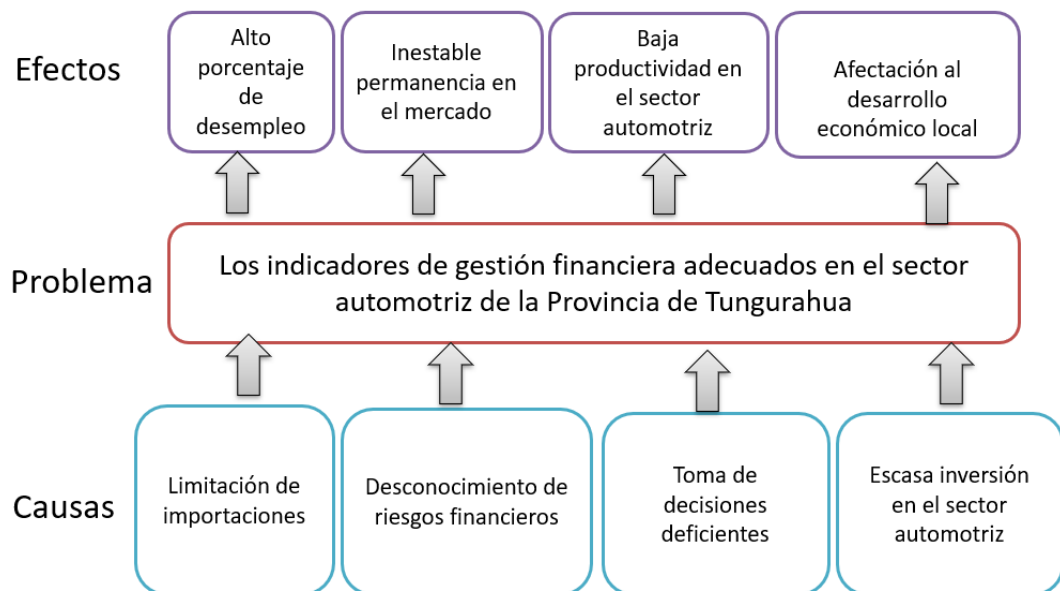 Efectos
Alto
porcentaje
de
desempleo
Inestable
permanencia en
el mercado
Baja
productividad en
el sector
automotriz
Afectación al
desarrollo
económico local
Problema
Los indicadores de gestión financiera adecuados en el sector
automotriz de la Provincia de Tungurahua
Causas
Limitación de
importaciones
Desconocimiento de
riesgos financieros
Toma de
decisiones
deficientes
Escasa inversión
en el sector
automotriz